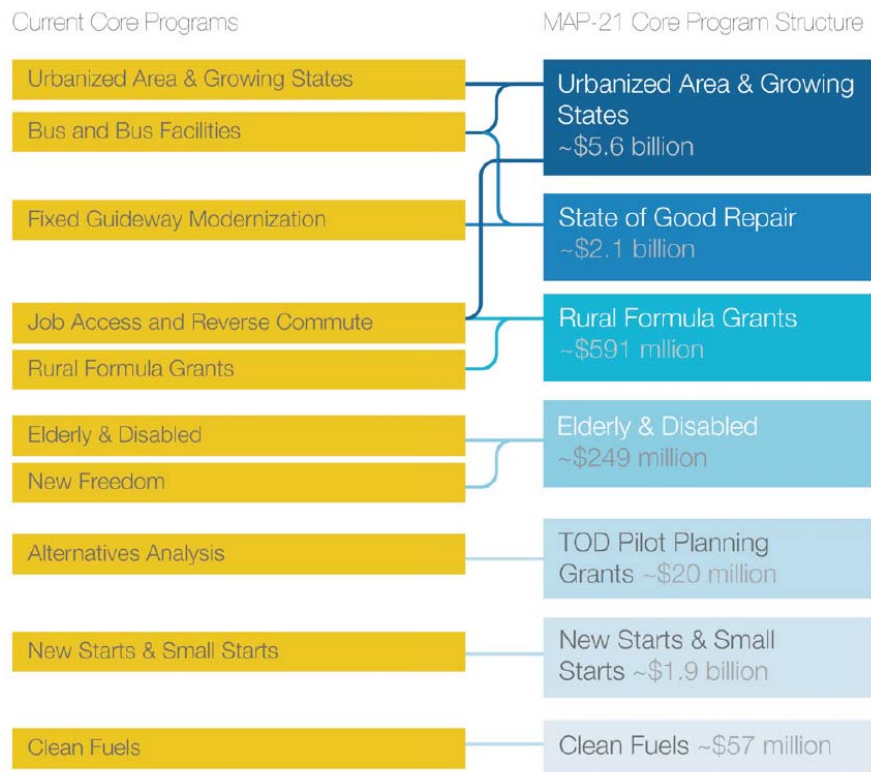 Current Core Programs
MAP-21 Core Program Structure
Urbanized Area & Growing States
Bus and Bus Facilities
Fixed Guideway Modernization
Job Access and Reverse Commute
Rural Formula Grants
Elderly & Disabled
New Freedom
Alternatives Analysis
New Starts & Small Starts
Clean Fuels
Urbanized Area & Growing
States
~$5.6 billion
State of Good Repair
~$2.1 billion
Rural Formula Grants
~$591 mllion
Elderly & Disabled
~$249 million
TOD Pilot Planning
Grants ~$20 million
New Starts & Small
Starts ~$1.9 billion
Clean Fuels ~$57 million